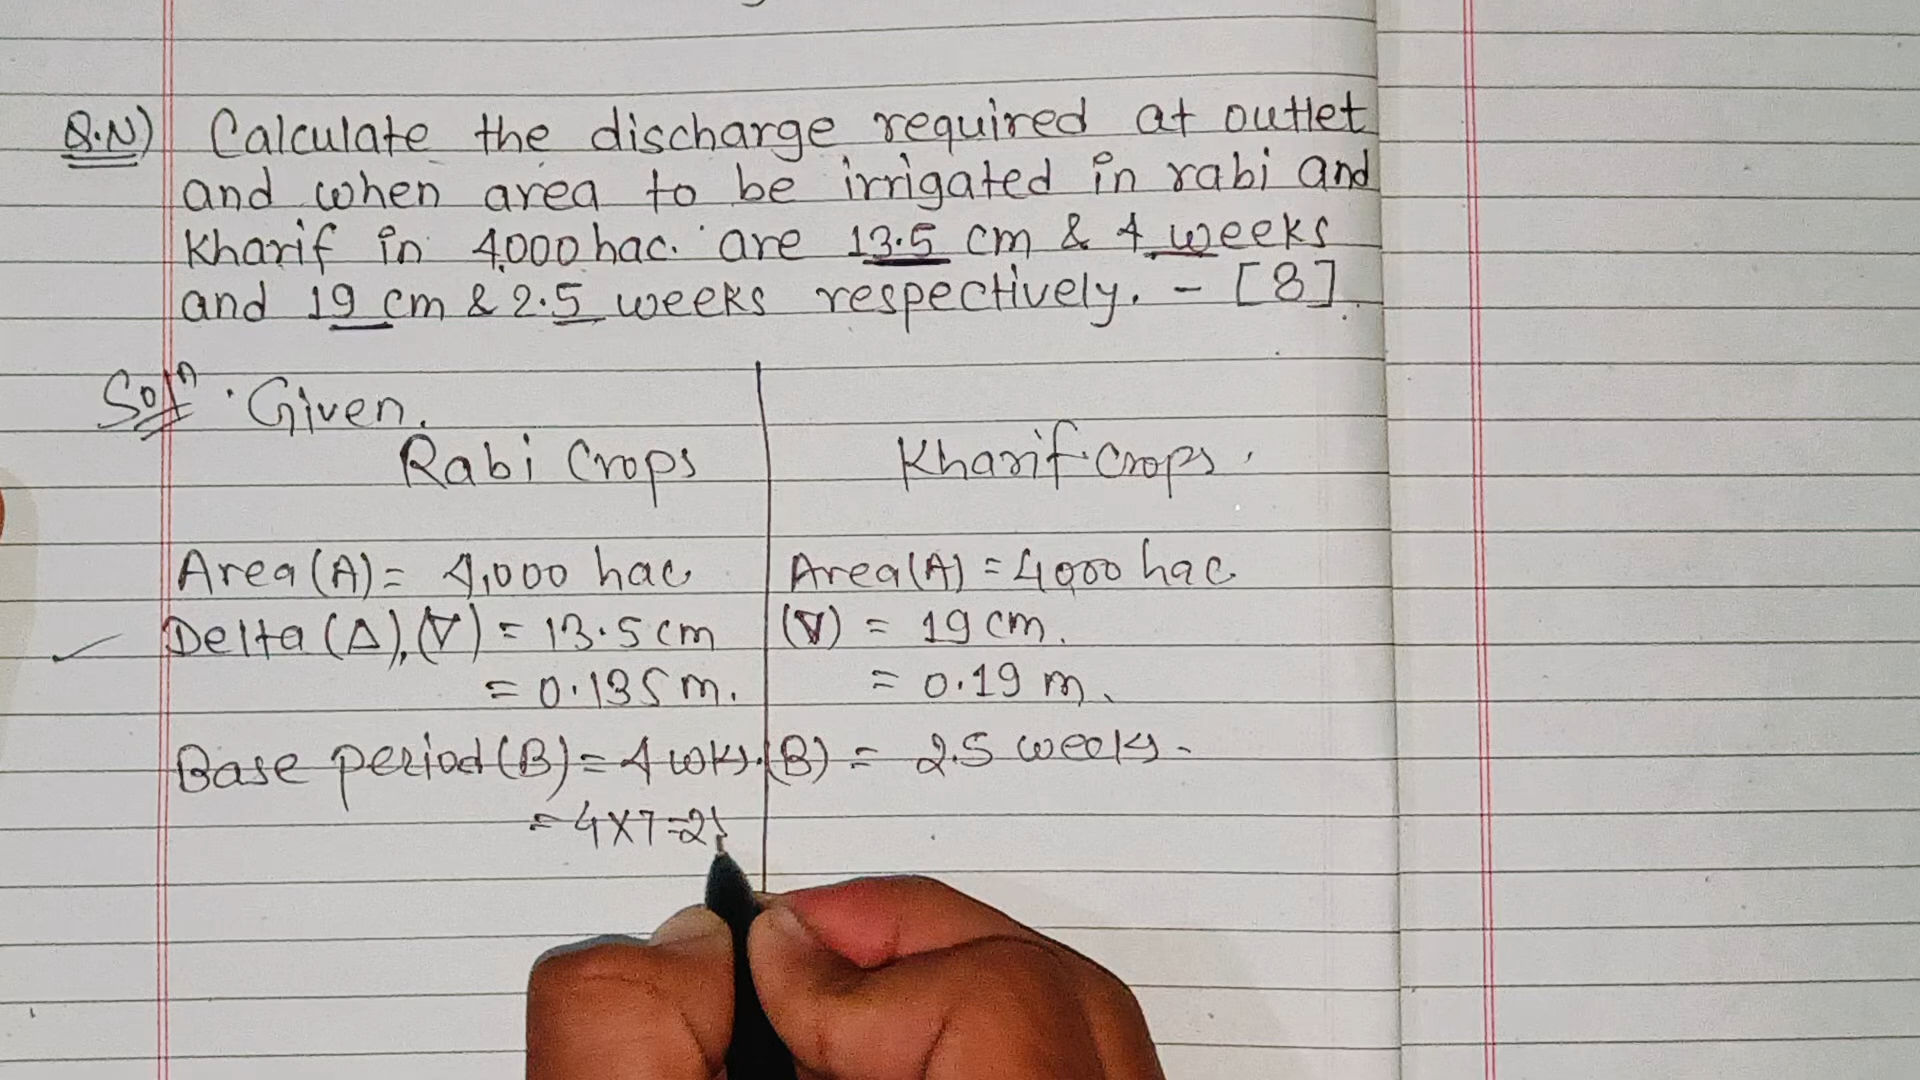 Q.N) Calculate the discharge required at outlet
and when area to be irrigated in rabi and
Kharif in 4,000 hac. are 13.5 cm & 4 weeks
and 19 cm & 2.5 weeks respectively. - [8].
Solⁿ. Given.
Rabi Crops
Kharif crops.
Area (A) = 4,000 hac
Area (A) = 4000 hac
Delta (Δ), (∇) = 13.5 cm
(∇) = 19 cm.
= 0.135 m.
= 0.19 m.
Base period (B) = 4 wks.
(B) = 2.5 weeks.
= 4×7=2